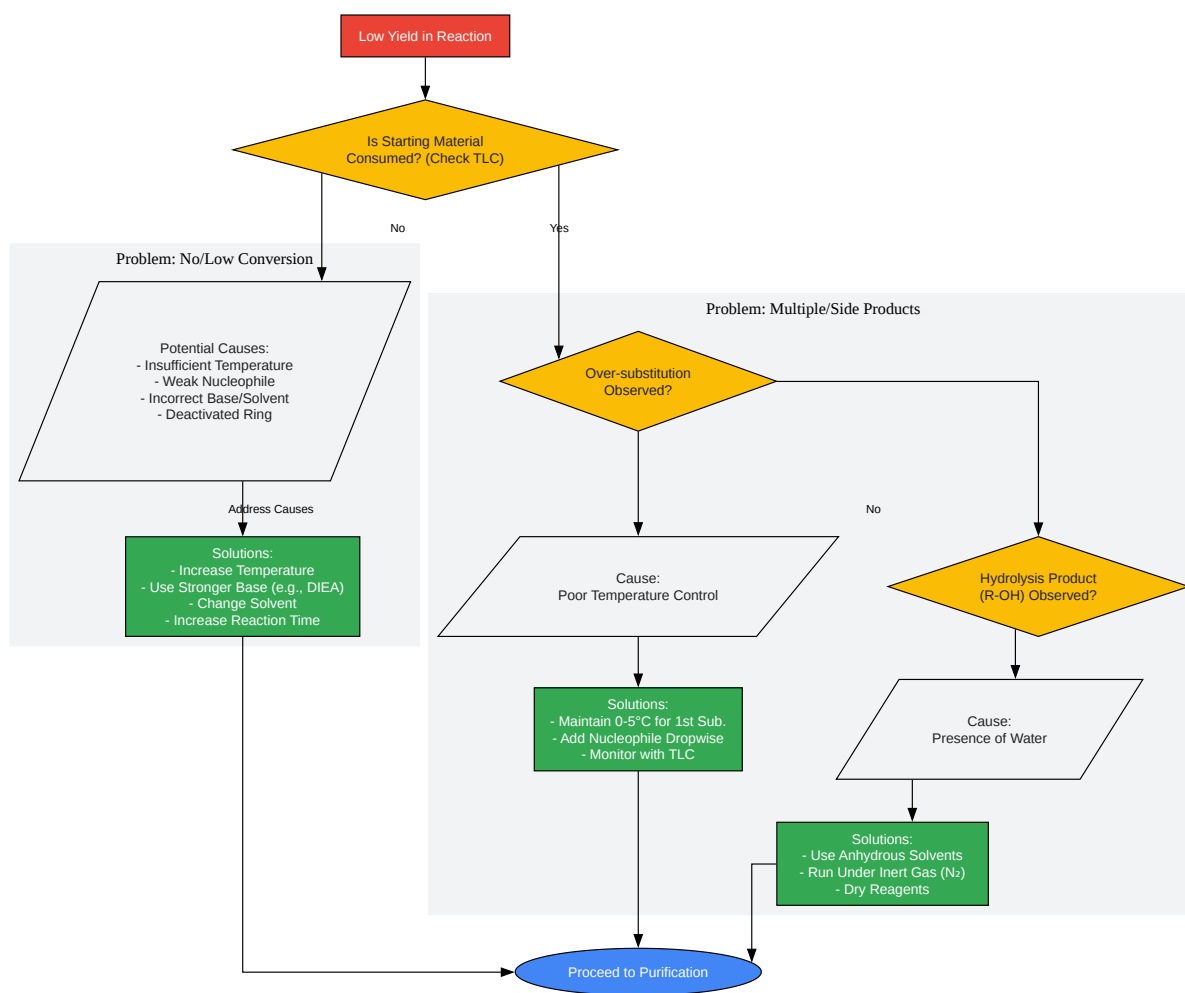 Low Yield in Reaction
Is Starting Material
Consumed? (Check TLC)
No
Yes
Problem: No/Low Conversion
Potential Causes:
- Insufficient Temperature
- Weak Nucleophile
- Incorrect Base/Solvent
- Deactivated Ring
Address Causes
Solutions:
- Increase Temperature
- Use Stronger Base (e.g., DIEA)
- Change Solvent
- Increase Reaction Time
Problem: Multiple/Side Products
Over-substitution
Observed?
No
Cause:
Poor Temperature Control
Solutions:
- Maintain 0-5°C for 1st Sub.
- Add Nucleophile Dropwise
- Monitor with TLC
Hydrolysis Product
(R-OH) Observed?
Cause:
Presence of Water
Solutions:
- Use Anhydrous Solvents
- Run Under Inert Gas (N₂)
- Dry Reagents
Proceed to Purification